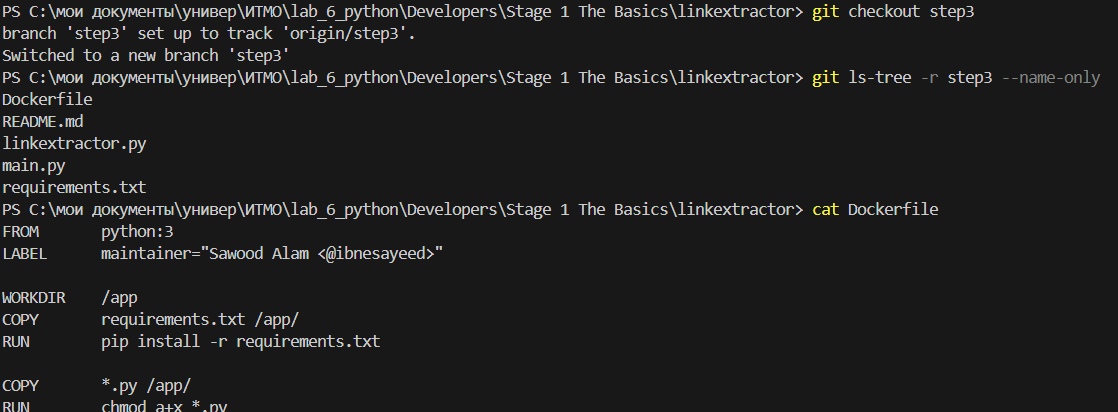 PS C:\мои документы\универ\ИТМО\lab_6_python\Developers\Stage 1 The Basics\linkextractor> git checkout step3
branch 'step3' set up to track 'origin/step3'.
Switched to a new branch 'step3'
PS C:\мои документы\универ\ИТМО\lab_6_python\Developers\Stage 1 The Basics\linkextractor> git ls-tree -r step3 --name-only
Dockerfile
README.md
linkextractor.py
main.py
requirements.txt
PS C:\мои документы\универ\ИТМО\lab_6_python\Developers\Stage 1 The Basics\linkextractor> cat Dockerfile
FROM       python:3
LABEL      maintainer="Sawood Alam <@ibnesayeed>"
WORKDIR    /app
COPY       requirements.txt /app/
RUN        pip install -r requirements.txt
COPY       *.py /app/
RUN        chmod a+x *.py